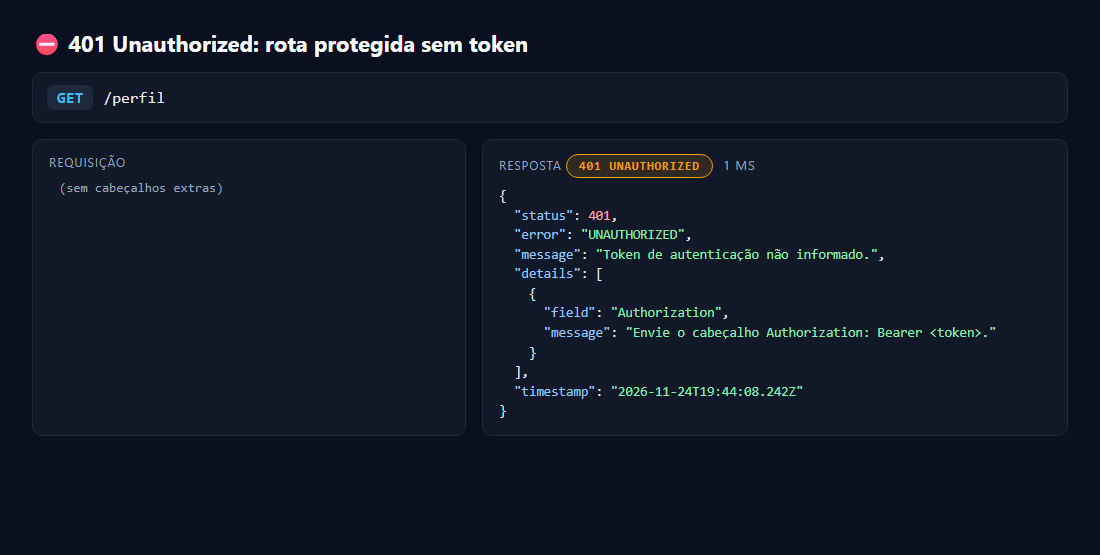 ⛔ 401 Unauthorized: rota protegida sem token
GET /perfil
REQUISIÇÃO
(sem cabeçalhos extras)
RESPOSTA 401 UNAUTHORIZED 1 MS
{
  "status": 401,
  "error": "UNAUTHORIZED",
  "message": "Token de autenticação não informado.",
  "details": [
    {
      "field": "Authorization",
      "message": "Envie o cabeçalho Authorization: Bearer <token>."
    }
  ],
  "timestamp": "2026-11-24T19:44:08.242Z"
}